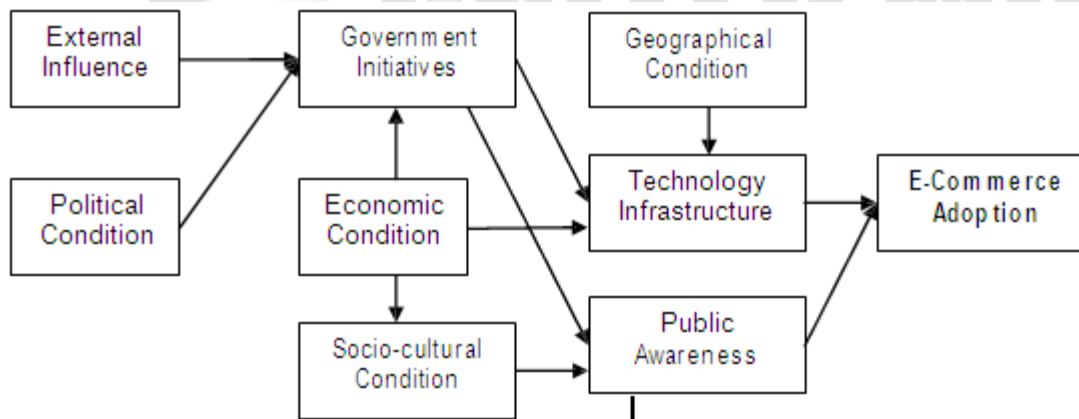 External
Influence
Government
Initiatives
Geographical
Condition
Political
Condition
Economic
Condition
Technology
Infrastructure
E-Commerce
Adoption
Socio-cultural
Condition
Public
Awareness